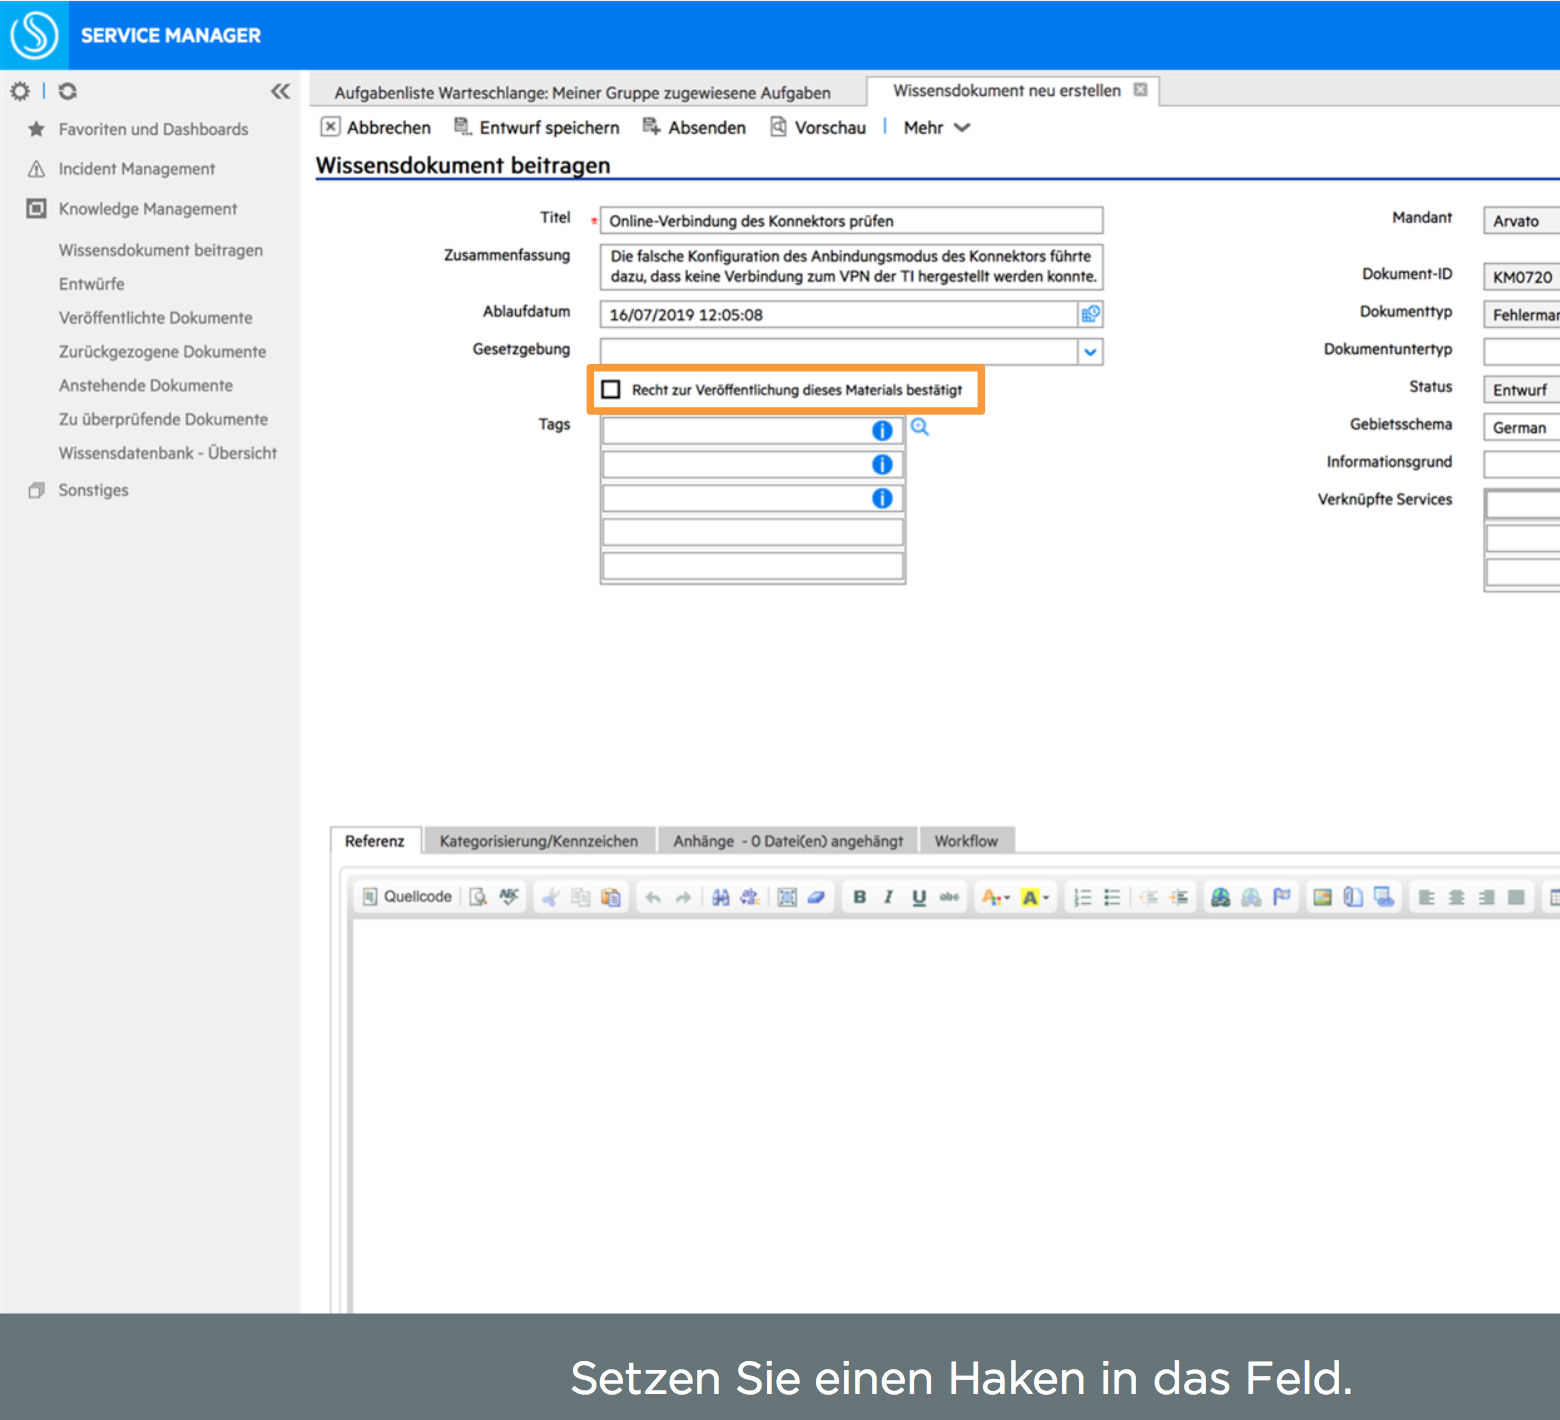 SERVICE MANAGER
Aufgabenliste Warteschlange: Meiner Gruppe zugewiesene Aufgaben
Wissensdokument neu erstellen
Favoriten und Dashboards
Incident Management
Knowledge Management
Wissensdokument beitragen
Entwürfe
Veröffentlichte Dokumente
Zurückgezogene Dokumente
Anstehende Dokumente
Zu überprüfende Dokumente
Wissensdatenbank - Übersicht
Sonstiges
Abbrechen
Entwurf speichern
Absenden
Vorschau
Mehr
Wissensdokument beitragen
Titel
* Online-Verbindung des Konnektors prüfen
Zusammenfassung
Die falsche Konfiguration des Anbindungsmodus des Konnektors führte
dazu, dass keine Verbindung zum VPN der TI hergestellt werden konnte.
Ablaufdatum
16/07/2019 12:05:08
Gesetzgebung
Recht zur Veröffentlichung dieses Materials bestätigt
Tags
Mandant
Arvato
Dokument-ID
KM0720
Dokumenttyp
Fehlermar
Dokumentuntertyp
Status
Entwurf
Gebietsschema
German
Informationsgrund
Verknüpfte Services
Referenz
Kategorisierung/Kennzeichen
Anhänge - 0 Datei(en) angehängt
Workflow
Quellcode
ABC
B I U abc
A A
Setzen Sie einen Haken in das Feld.